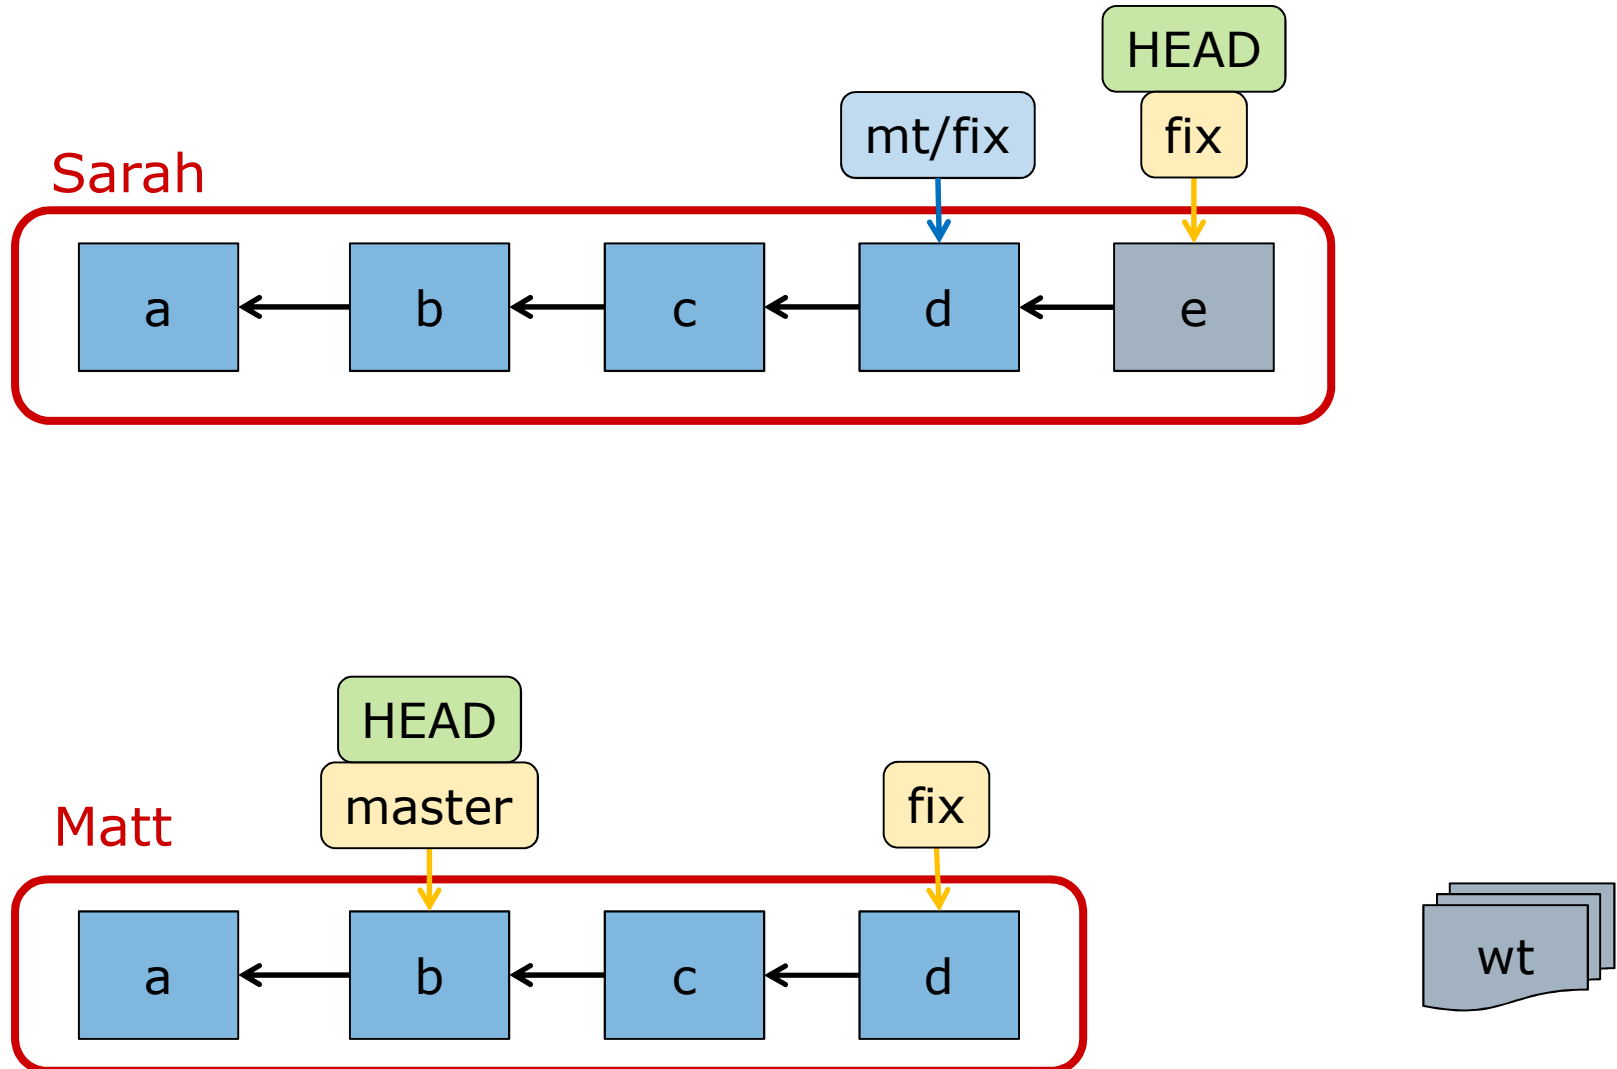 HEAD
mt/fix fix
Sarah
a b c d e
HEAD
master fix
Matt
a b c d wt